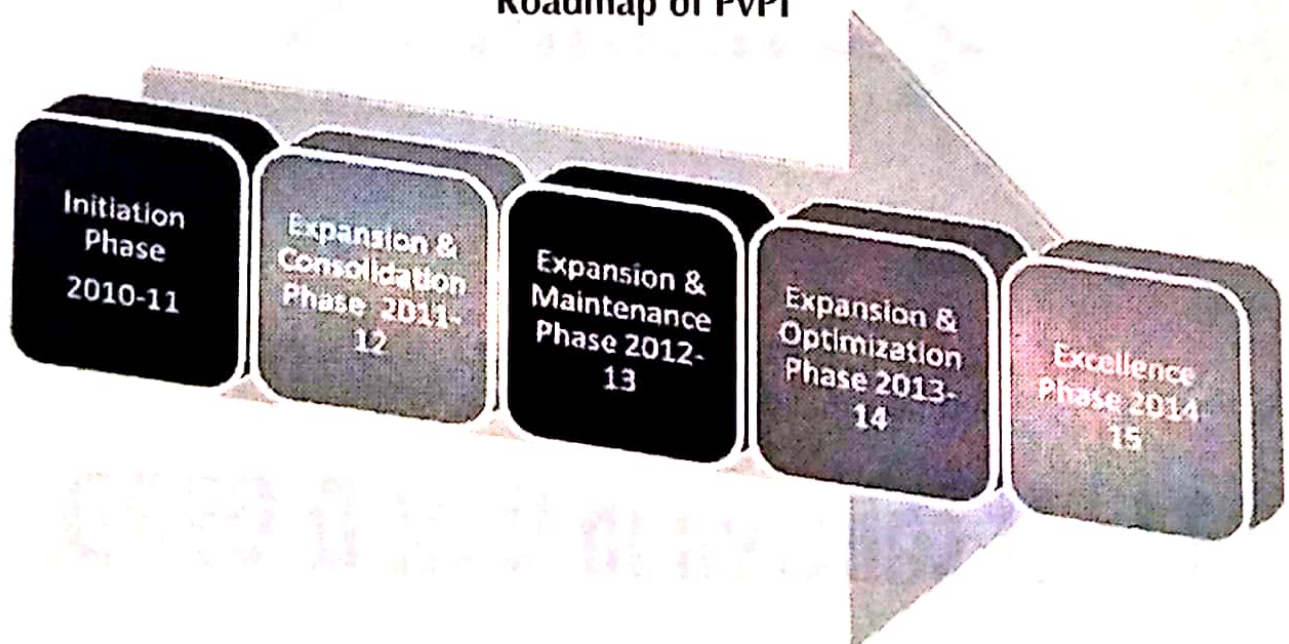 Roadmap of PvPI
Initiation
Phase
2010-11
Expansion &
Consolidation
Phase 2011-
12
Expansion &
Maintenance
Phase 2012-
13
Expansion &
Optimization
Phase 2013-
14
Excellence
Phase 2014-
15